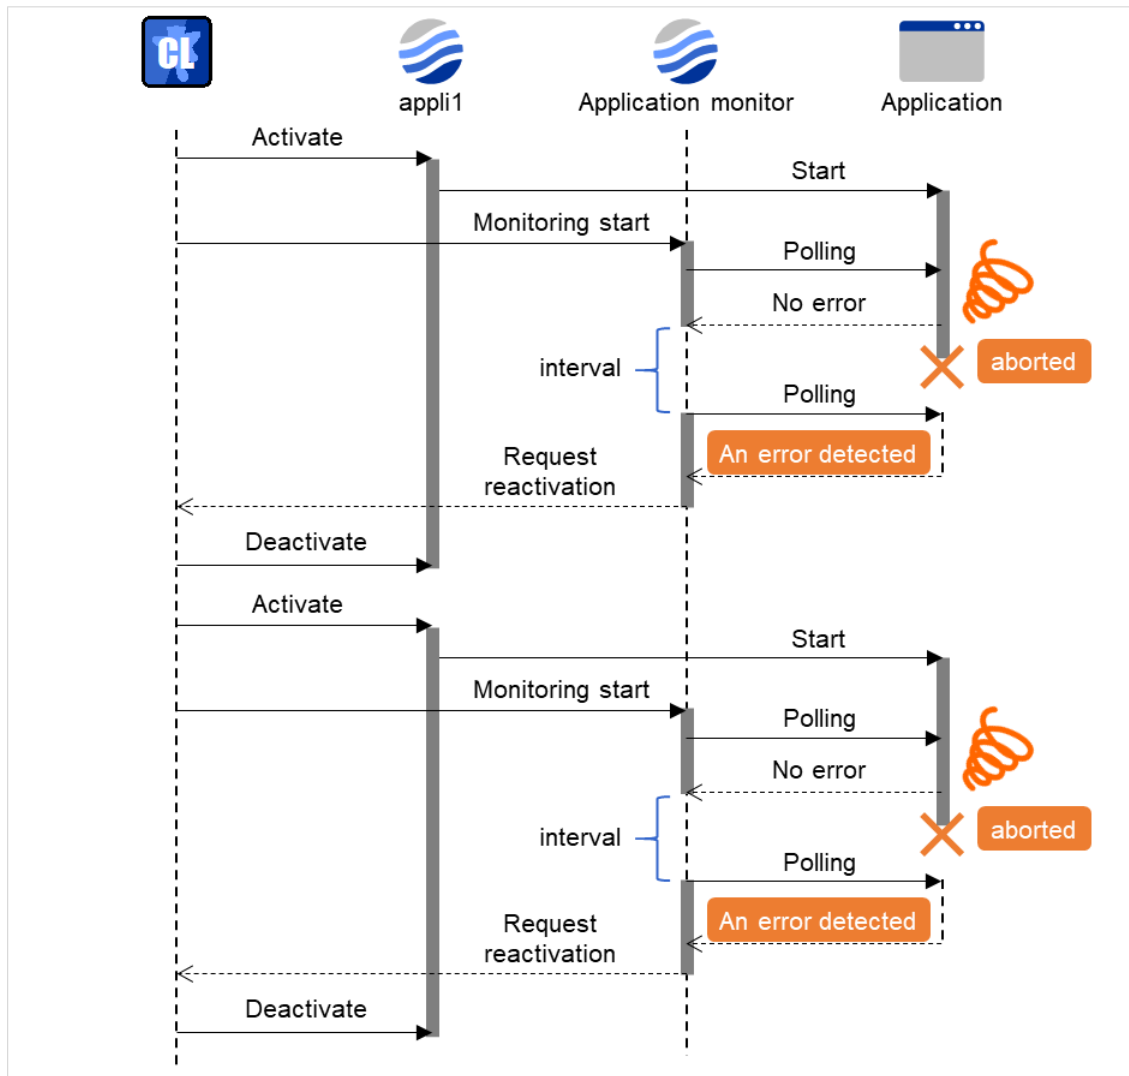 CL
appli1
Application monitor
Application
Activate
Start
Monitoring start
Polling
No error
interval
aborted
Polling
An error detected
Request
reactivation
Deactivate
Activate
Start
Monitoring start
Polling
No error
interval
aborted
Polling
An error detected
Request
reactivation
Deactivate